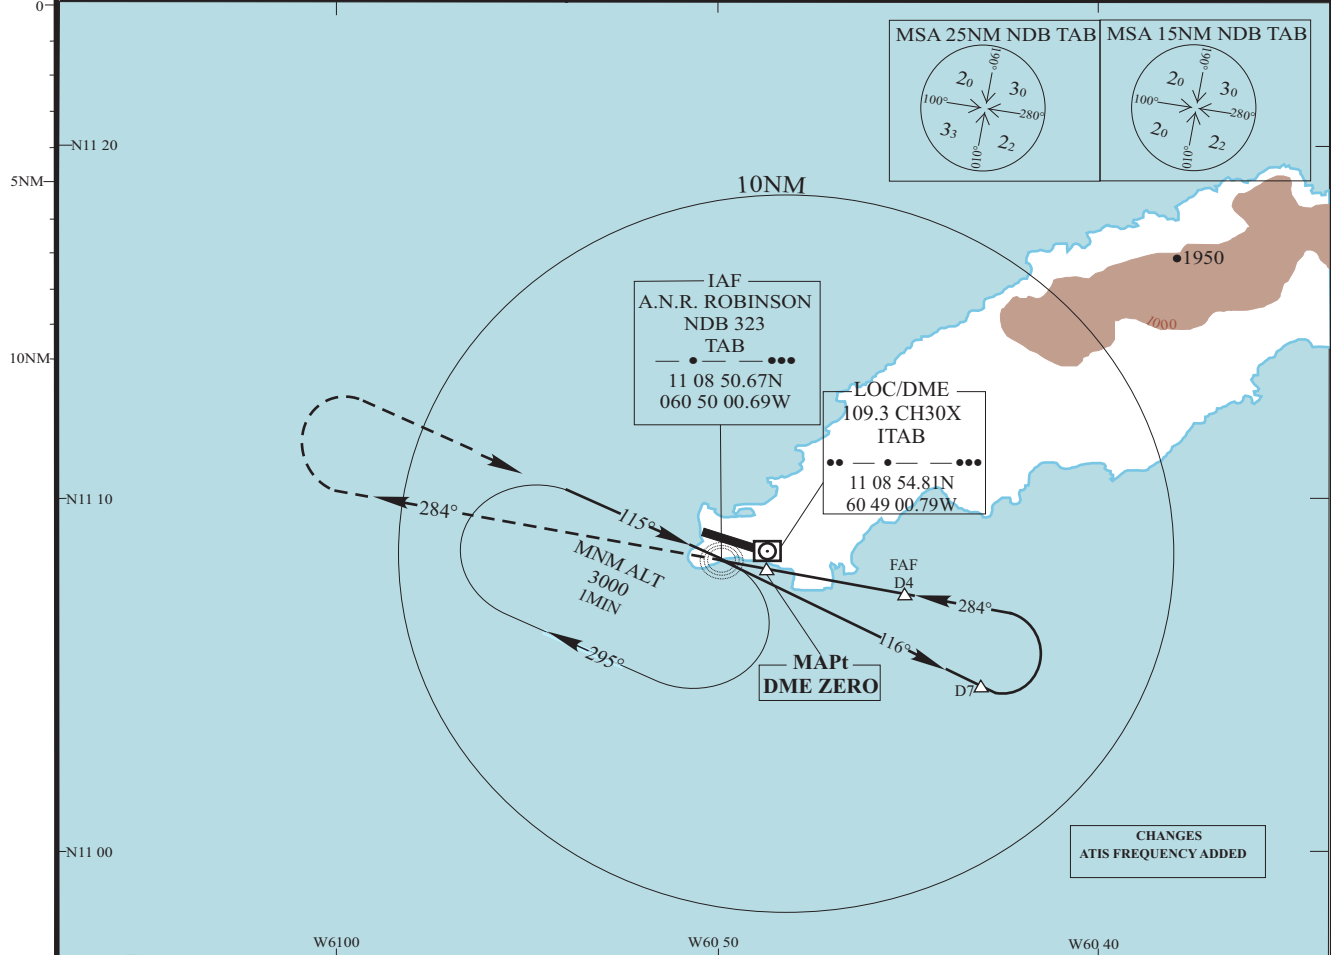 0
MSA 25NM NDB TAB
190°
2₀
3₀
100°
280°
3₃
2₂
010°
MSA 15NM NDB TAB
190°
2₀
3₀
100°
280°
2₀
2₂
010°
N11 20
5NM
10NM
1950
1000
IAF
A.N.R. ROBINSON
NDB 323
TAB
11 08 50.67N
060 50 00.69W
10NM
LOC/DME
109.3 CH30X
ITAB
11 08 54.81N
60 49 00.79W
N11 10
284°
115°
MNM ALT
3000
1MIN
295°
FAF
D4
284°
116°
D7
MAPt
DME ZERO
CHANGES
ATIS FREQUENCY ADDED
N11 00
W6100
W60 50
W60 40